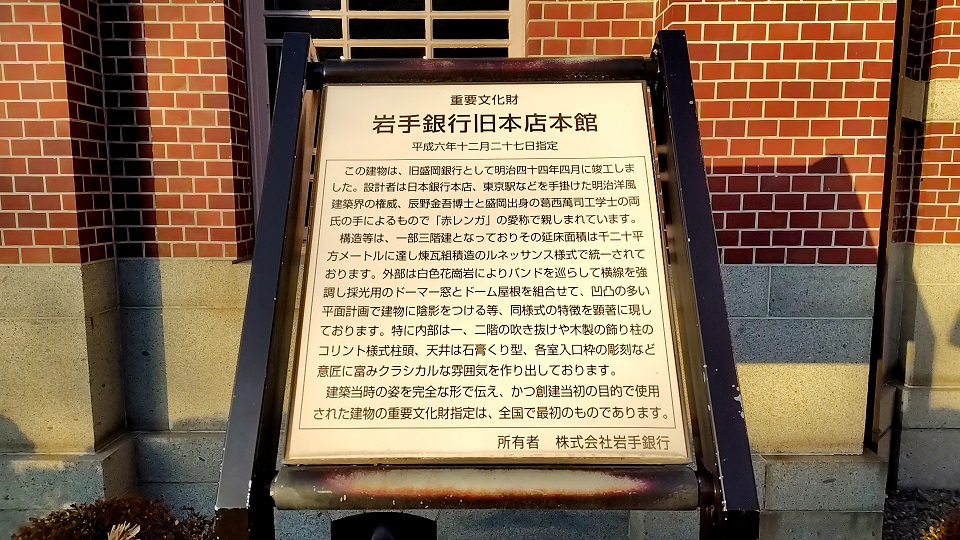 重要文化財
岩手銀行旧本店本館
平成六年十二月二十七日指定
この建物は、旧盛岡銀行として明治四十四年四月に竣工しま
した。設計者は日本銀行本店、東京駅などを手掛けた明治洋風
建築界の権威、辰野金吾博士と盛岡出身の葛西萬司工学士の両
氏の手によるもので「赤レンガ」の愛称で親しまれています。
構造等は、一部三階建となっておりその延床面積は千二十平
方メートルに達し煉瓦組積造のルネッサンス様式で統一されて
おります。外部は白色花崗岩によりバンドを巡らして横線を強
調し採光用のドーマー窓とドーム屋根を組合せて、凹凸の多い
平面計画で建物に陰影をつける等、同様式の特徴を顕著に現し
ております。特に内部は一、二階の吹き抜けや木製の飾り柱の
コリント様式柱頭、天井は石膏くり型、各室入口枠の彫刻など
意匠に富みクラシカルな雰囲気を作り出しております。
建築当時の姿を完全な形で伝え、かつ創建当初の目的で使用
された建物の重要文化財指定は、全国で最初のものであります。
所有者　株式会社岩手銀行